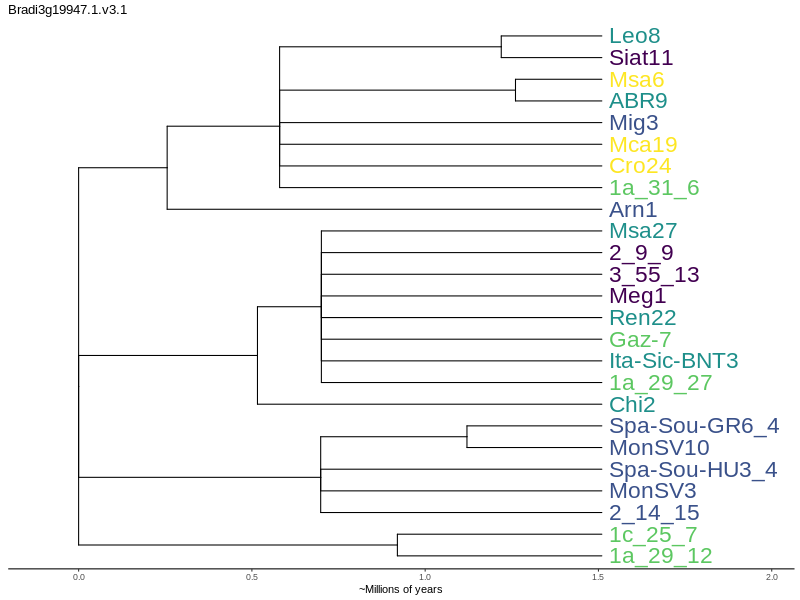 Bradi3g19947.1.v3.1
Leo8
Siat11
Msa6
ABR9
Mig3
Mca19
Cro24
1a_31_6
Arn1
Msa27
2_9_9
3_55_13
Meg1
Ren22
Gaz-7
Ita-Sic-BNT3
1a_29_27
Chi2
Spa-Sou-GR6_4
MonSV10
Spa-Sou-HU3_4
MonSV3
2_14_15
1c_25_7
1a_29_12
0.0 0.5 1.0 1.5 2.0
~Millions of years